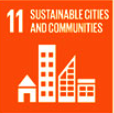 11 SUSTAINABLE CITIES
AND COMMUNITIES